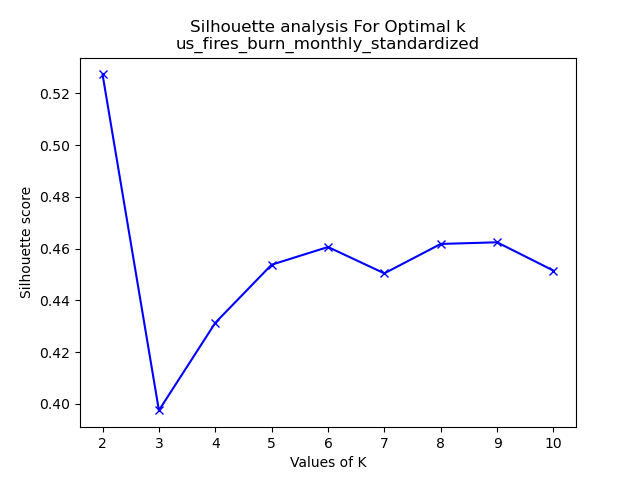 Silhouette analysis For Optimal k
us_fires_burn_monthly_standardized
Silhouette score
0.52
0.50
0.48
0.46
0.44
0.42
0.40
2 3 4 5 6 7 8 9 10
Values of K